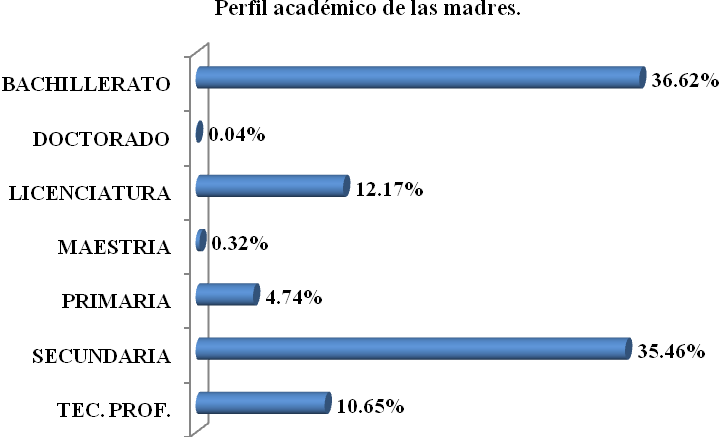 Perfil académico de las madres.
BACHILLERATO 36.62%
DOCTORADO 0.04%
LICENCIATURA 12.17%
MAESTRIA 0.32%
PRIMARIA 4.74%
SECUNDARIA 35.46%
TEC. PROF. 10.65%